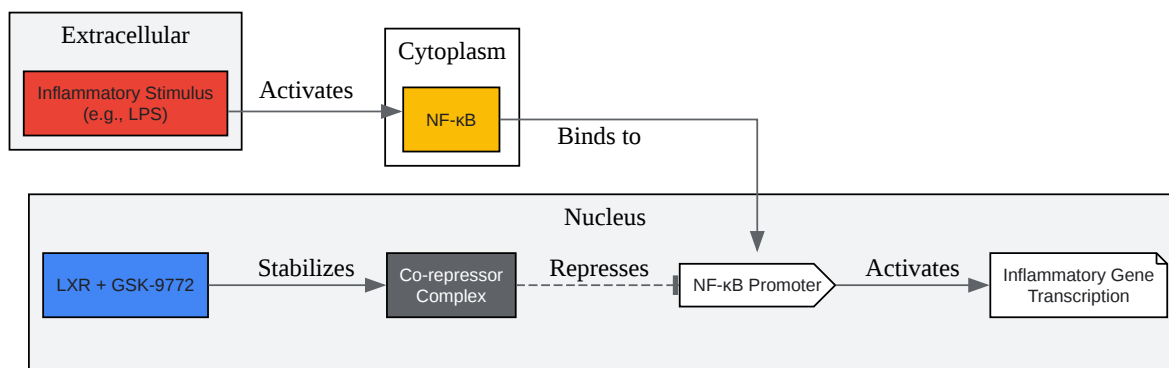 Extracellular
Inflammatory Stimulus
(e.g., LPS)
Activates
Cytoplasm
NF-κB
Binds to
Nucleus
LXR + GSK-9772
Stabilizes
Co-repressor
Complex
Represses
NF-κB Promoter
Activates
Inflammatory Gene
Transcription